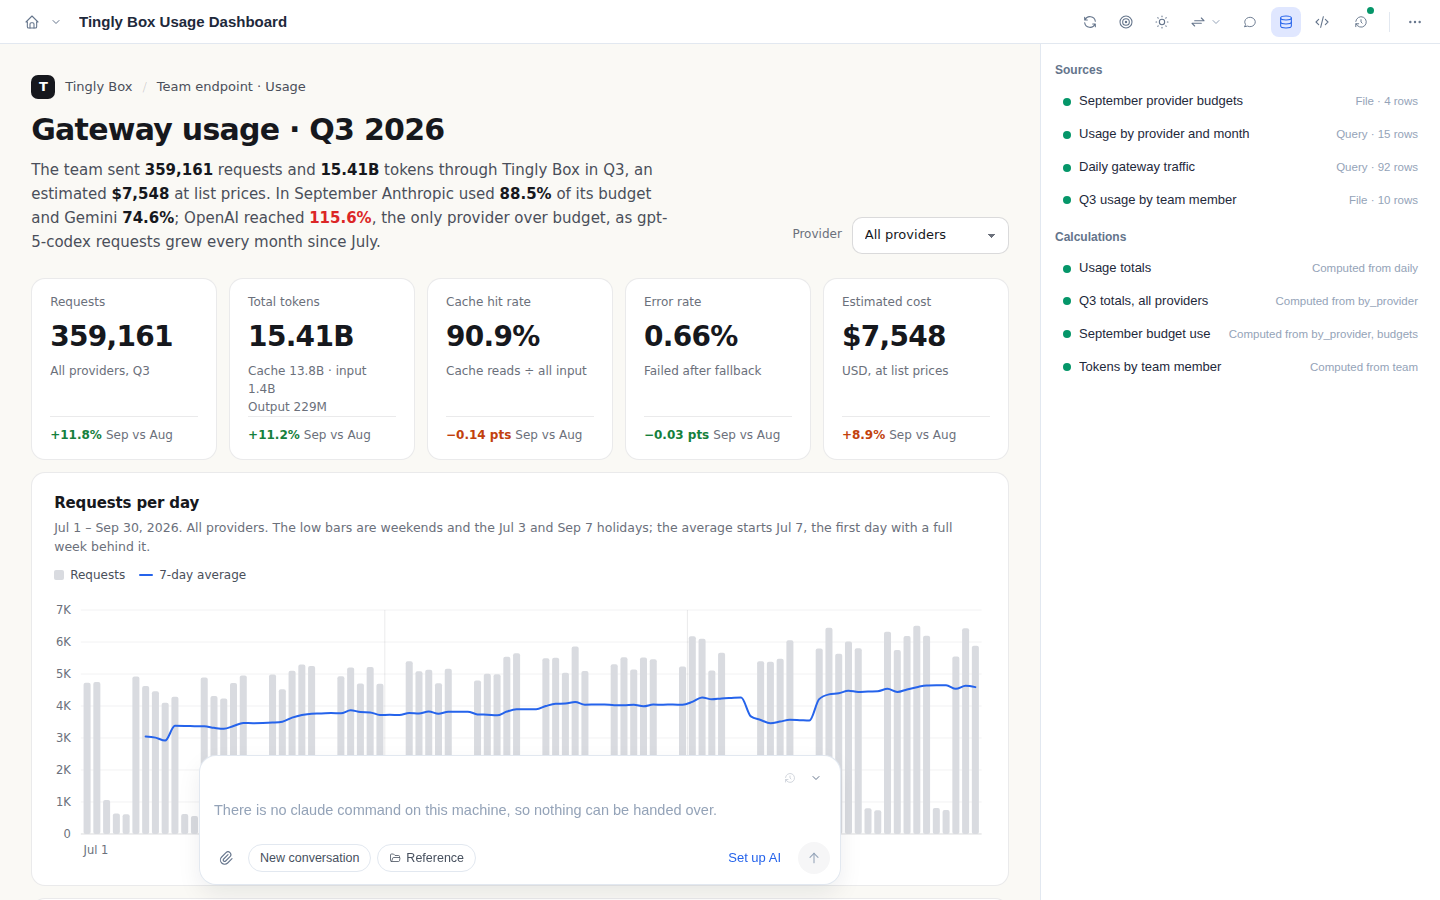 Tingly Box Usage Dashboard
T Tingly Box / Team endpoint · Usage
Gateway usage · Q3 2026
The team sent 359,161 requests and 15.41B tokens through Tingly Box in Q3, an
estimated $7,548 at list prices. In September Anthropic used 88.5% of its budget
and Gemini 74.6%; OpenAI reached 115.6%, the only provider over budget, as gpt-
5-codex requests grew every month since July.
Provider
All providers
Requests
359,161
All providers, Q3
+11.8% Sep vs Aug
Total tokens
15.41B
Cache 13.8B · input
1.4B
Output 229M
+11.2% Sep vs Aug
Cache hit rate
90.9%
Cache reads ÷ all input
−0.14 pts Sep vs Aug
Error rate
0.66%
Failed after fallback
−0.03 pts Sep vs Aug
Estimated cost
$7,548
USD, at list prices
+8.9% Sep vs Aug
Requests per day
Jul 1 – Sep 30, 2026. All providers. The low bars are weekends and the Jul 3 and Sep 7 holidays; the average starts Jul 7, the first day with a full
week behind it.
Requests 7-day average
7K
6K
5K
4K
3K
2K
1K
0
Jul 1
There is no claude command on this machine, so nothing can be handed over.
New conversation
Reference
Set up AI
Sources
September provider budgets File · 4 rows
Usage by provider and month Query · 15 rows
Daily gateway traffic Query · 92 rows
Q3 usage by team member File · 10 rows
Calculations
Usage totals Computed from daily
Q3 totals, all providers Computed from by_provider
September budget use Computed from by_provider, budgets
Tokens by team member Computed from team